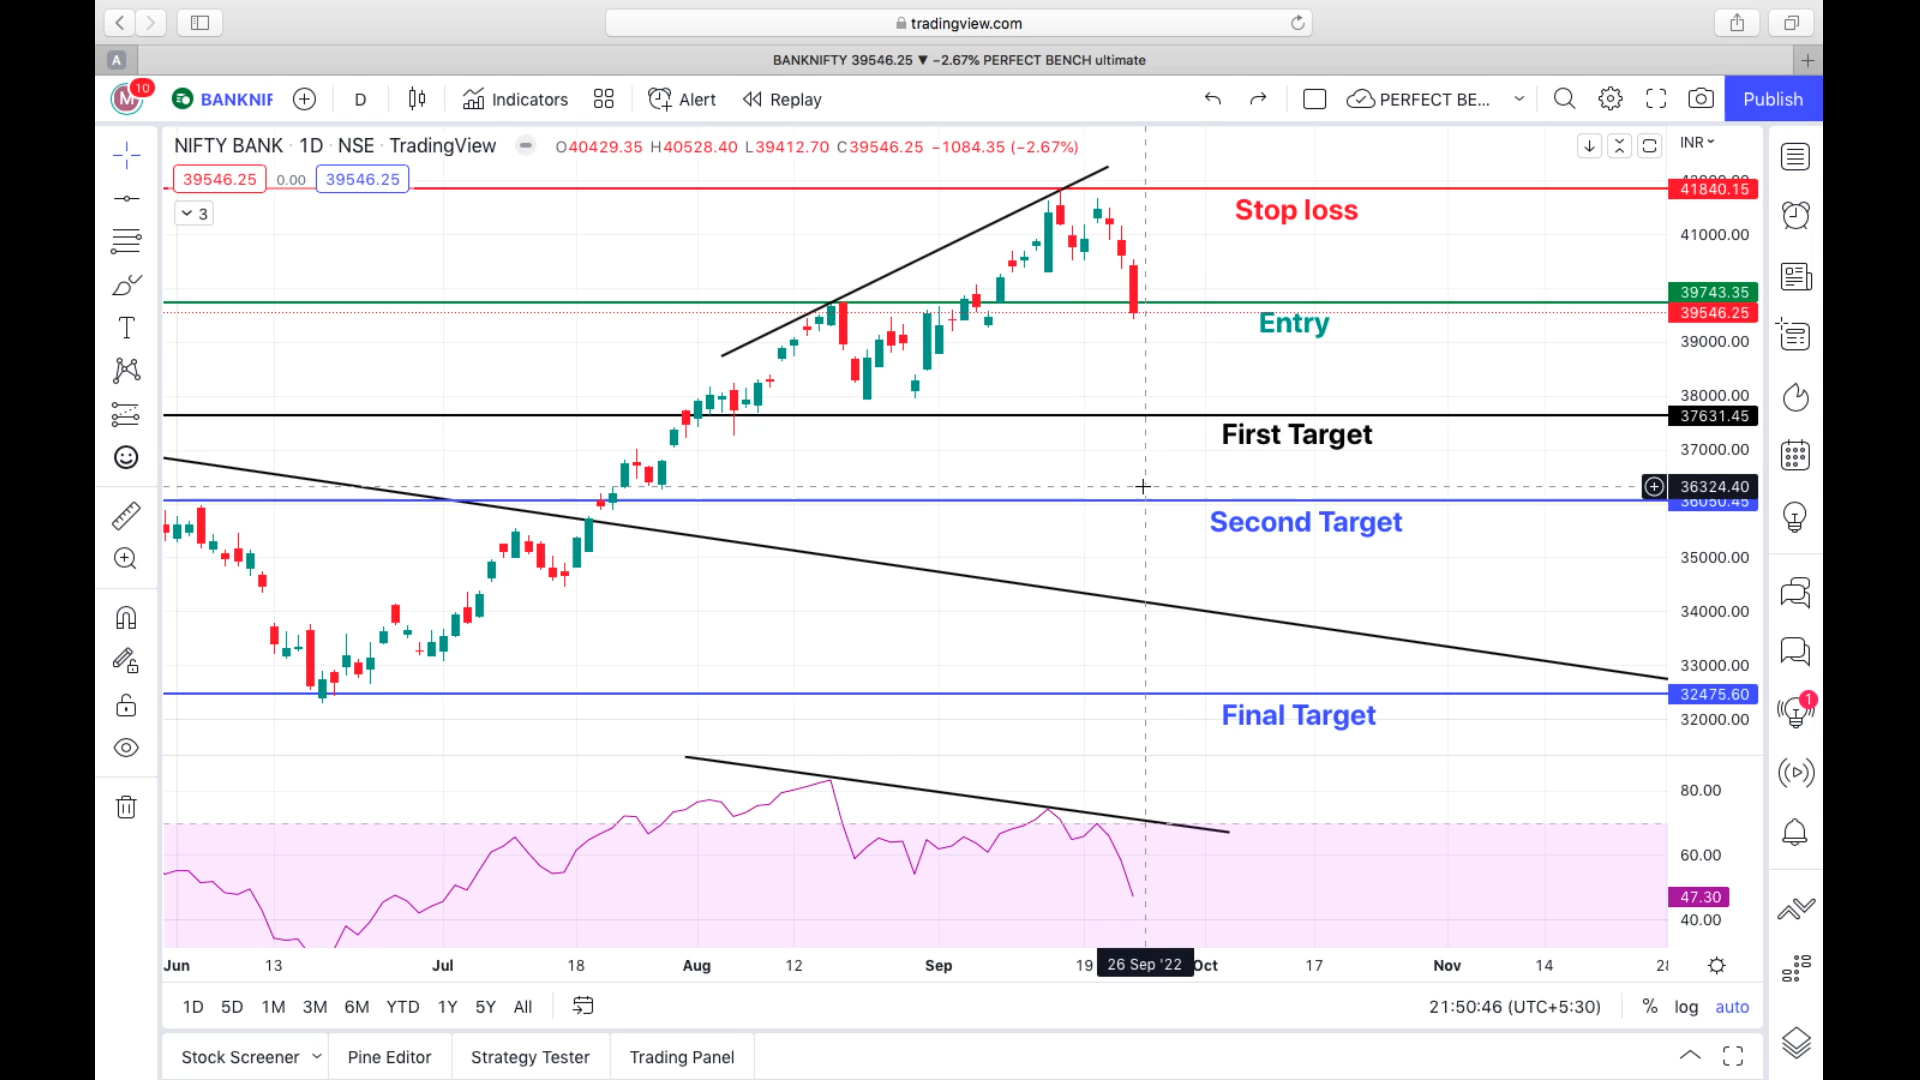 tradingview.com
A
BANKNIFTY 39546.25 ▼ −2.67% PERFECT BENCH ultimate
M 10 BANKNIF D Indicators Alert Replay PERFECT BE... Publish
NIFTY BANK · 1D · NSE · TradingView O40429.35 H40528.40 L39412.70 C39546.25 −1084.35 (−2.67%) INR
39546.25 0.00 39546.25
41840.15
Stop loss
3
41000.00
39743.35
39546.25
Entry
39000.00
38000.00
37631.45
First Target
37000.00
36324.40
36050.45
Second Target
35000.00
34000.00
33000.00
32475.60
1
Final Target
32000.00
80.00
60.00
47.30
40.00
Jun 13 Jul 18 Aug 12 Sep 19 26 Sep '22 Oct 17 Nov 14
1D 5D 1M 3M 6M YTD 1Y 5Y All 21:50:46 (UTC+5:30) % log auto
Stock Screener Pine Editor Strategy Tester Trading Panel